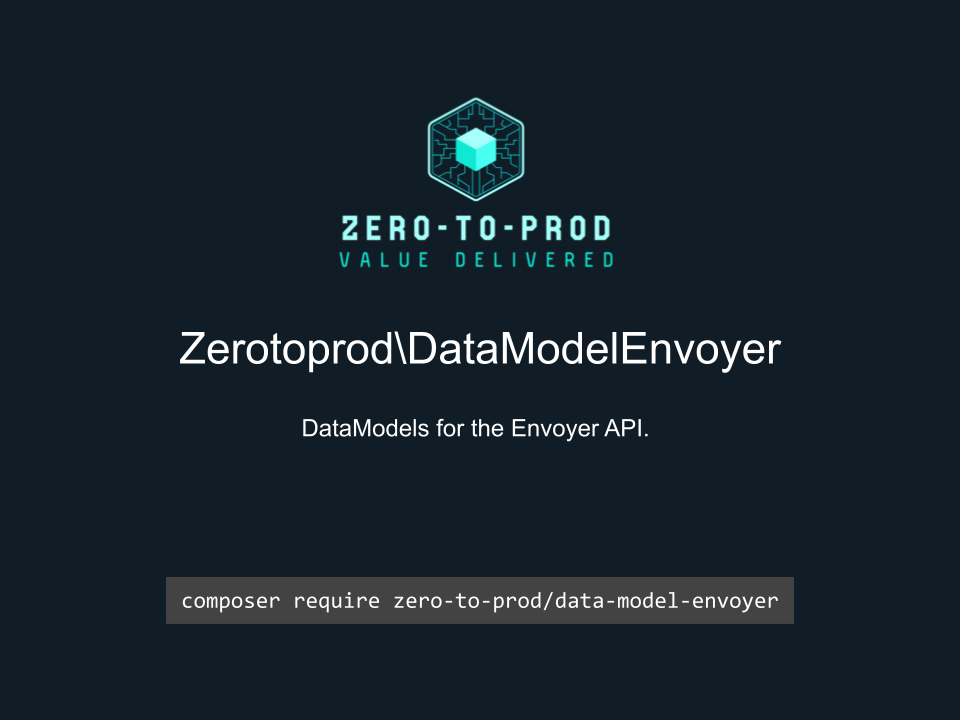 ZERO-TO-PROD
VALUE DELIVERED
Zerotoprod\DataModelEnvoyer
DataModels for the Envoyer API.
composer require zero-to-prod/data-model-envoyer